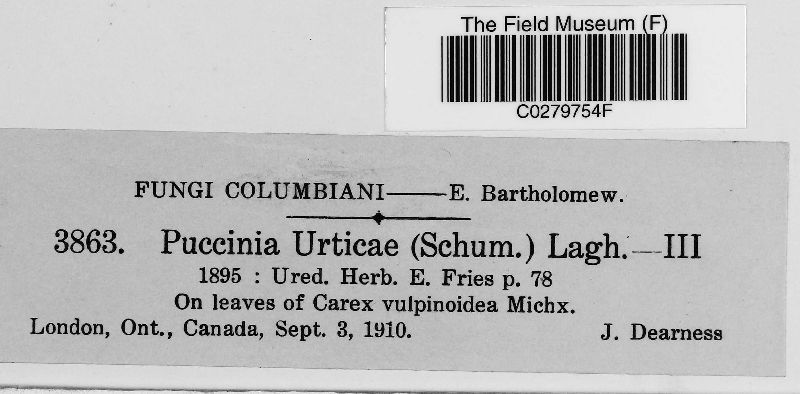 The Field Museum (F)
C0279754F
FUNGI COLUMBIANI——E. Bartholomew.
3863. Puccinia Urticae (Schum.) Lagh.—III
1895 : Ured. Herb. E. Fries p. 78
On leaves of Carex vulpinoidea Michx.
London, Ont., Canada, Sept. 3, 1910. J. Dearness